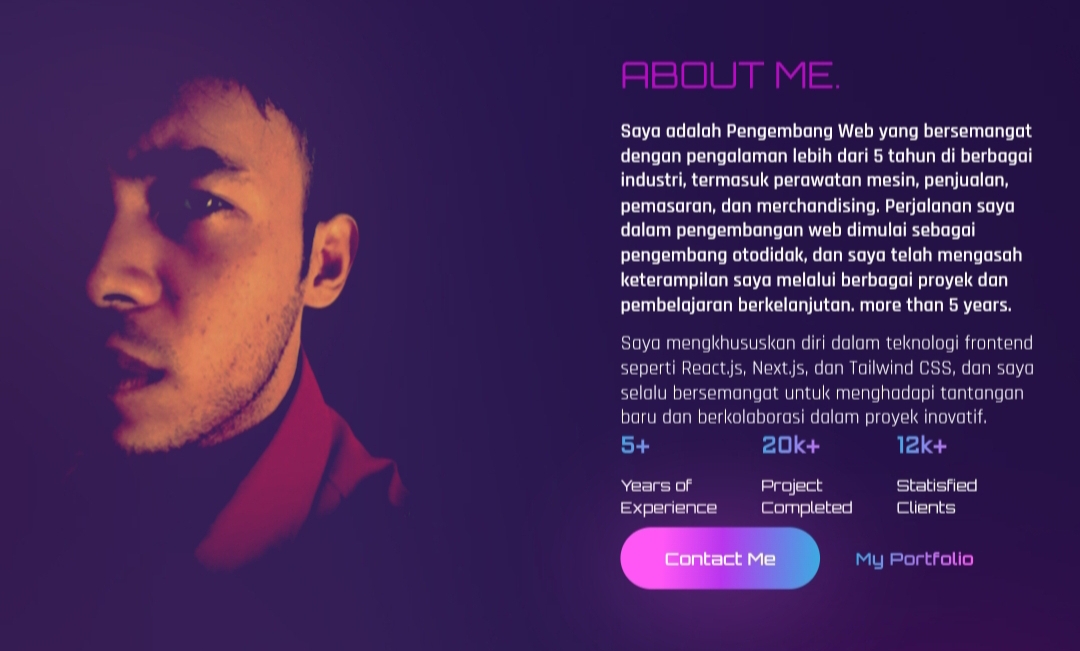 ABOUT ME.
Saya adalah Pengembang Web yang bersemangat
dengan pengalaman lebih dari 5 tahun di berbagai
industri, termasuk perawatan mesin, penjualan,
pemasaran, dan merchandising. Perjalanan saya
dalam pengembangan web dimulai sebagai
pengembang otodidak, dan saya telah mengasah
keterampilan saya melalui berbagai proyek dan
pembelajaran berkelanjutan. more than 5 years.
Saya mengkhususkan diri dalam teknologi frontend
seperti React.js, Next.js, dan Tailwind CSS, dan saya
selalu bersemangat untuk menghadapi tantangan
baru dan berkolaborasi dalam proyek inovatif.
5+
Years of
Experience
20k+
Project
Completed
12k+
Statisfied
Clients
Contact Me
My Portfolio